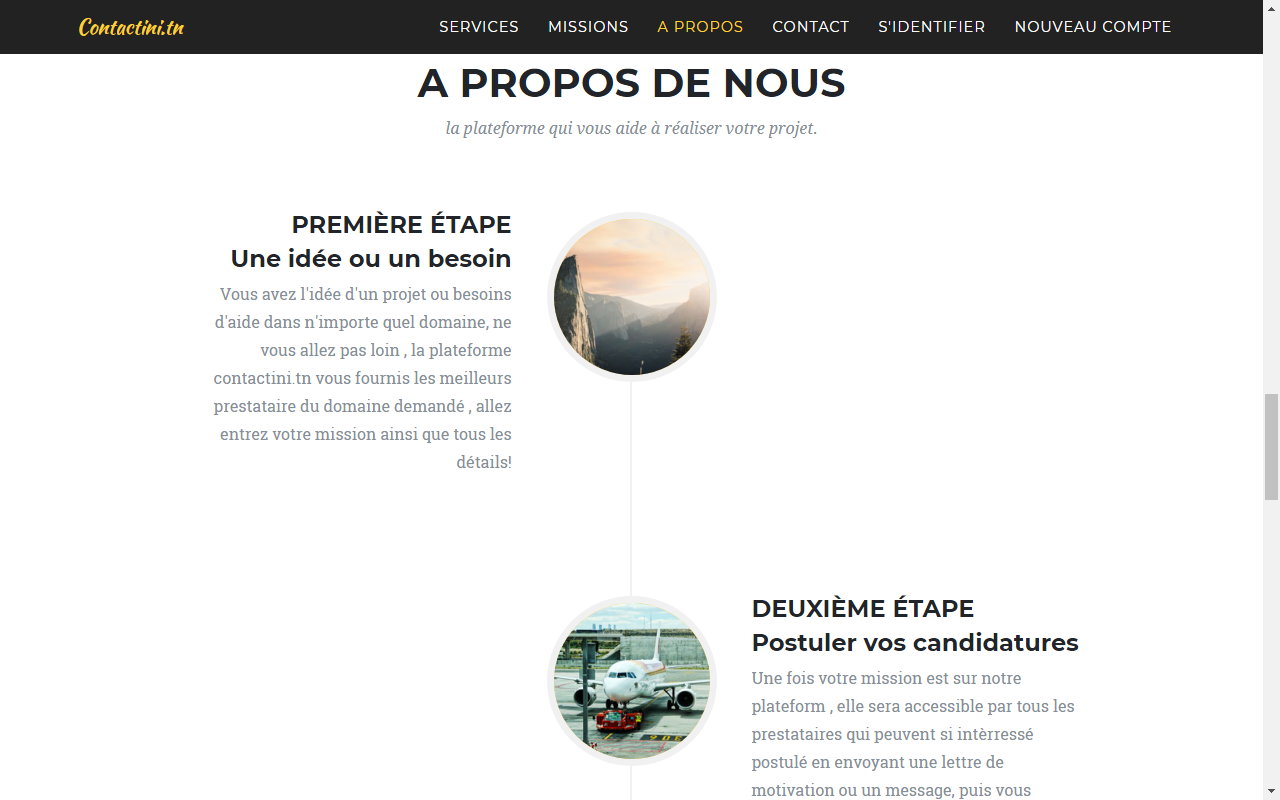 Contactini.tn
SERVICES MISSIONS A PROPOS CONTACT S'IDENTIFIER NOUVEAU COMPTE
A PROPOS DE NOUS
la plateforme qui vous aide à réaliser votre projet.
PREMIÈRE ÉTAPE
Une idée ou un besoin
Vous avez l'idée d'un projet ou besoins
d'aide dans n'importe quel domaine, ne
vous allez pas loin , la plateforme
contactini.tn vous fournis les meilleurs
prestataire du domaine demandé , allez
entrez votre mission ainsi que tous les
détails!
DEUXIÈME ÉTAPE
Postuler vos candidatures
Une fois votre mission est sur notre
plateform , elle sera accessible par tous les
prestataires qui peuvent si intèrressé
postulé en envoyant une lettre de
motivation ou un message, puis vous